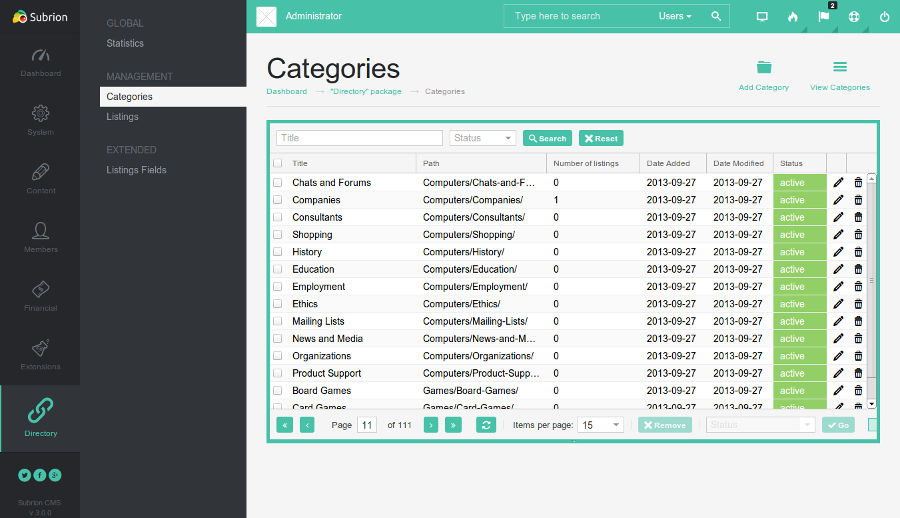 Subrion
Dashboard
System
Content
Members
Financial
Extensions
Directory
Subrion CMS
v 3.0.0
GLOBAL
Statistics
MANAGEMENT
Categories
Listings
EXTENDED
Listings Fields
Administrator
Type here to search
Users
2
Categories
Dashboard → "Directory" package → Categories
Add Category
View Categories
Title
Status
Search
Reset
Title Path Number of listings Date Added Date Modified Status
Chats and Forums Computers/Chats-and-F... 0 2013-09-27 2013-09-27 active
Companies Computers/Companies/ 1 2013-09-27 2013-09-27 active
Consultants Computers/Consultants/ 0 2013-09-27 2013-09-27 active
Shopping Computers/Shopping/ 0 2013-09-27 2013-09-27 active
History Computers/History/ 0 2013-09-27 2013-09-27 active
Education Computers/Education/ 0 2013-09-27 2013-09-27 active
Employment Computers/Employment/ 0 2013-09-27 2013-09-27 active
Ethics Computers/Ethics/ 0 2013-09-27 2013-09-27 active
Mailing Lists Computers/Mailing-Lists/ 0 2013-09-27 2013-09-27 active
News and Media Computers/News-and-M... 0 2013-09-27 2013-09-27 active
Organizations Computers/Organizations/ 0 2013-09-27 2013-09-27 active
Product Support Computers/Product-Supp... 0 2013-09-27 2013-09-27 active
Board Games Games/Board-Games/ 0 2013-09-27 2013-09-27 active
Card Games Games/Card-Games/ 0 2013-09-27 2013-09-27 active
« ‹ Page 11 of 111 › » Items per page: 15 Remove Status Go